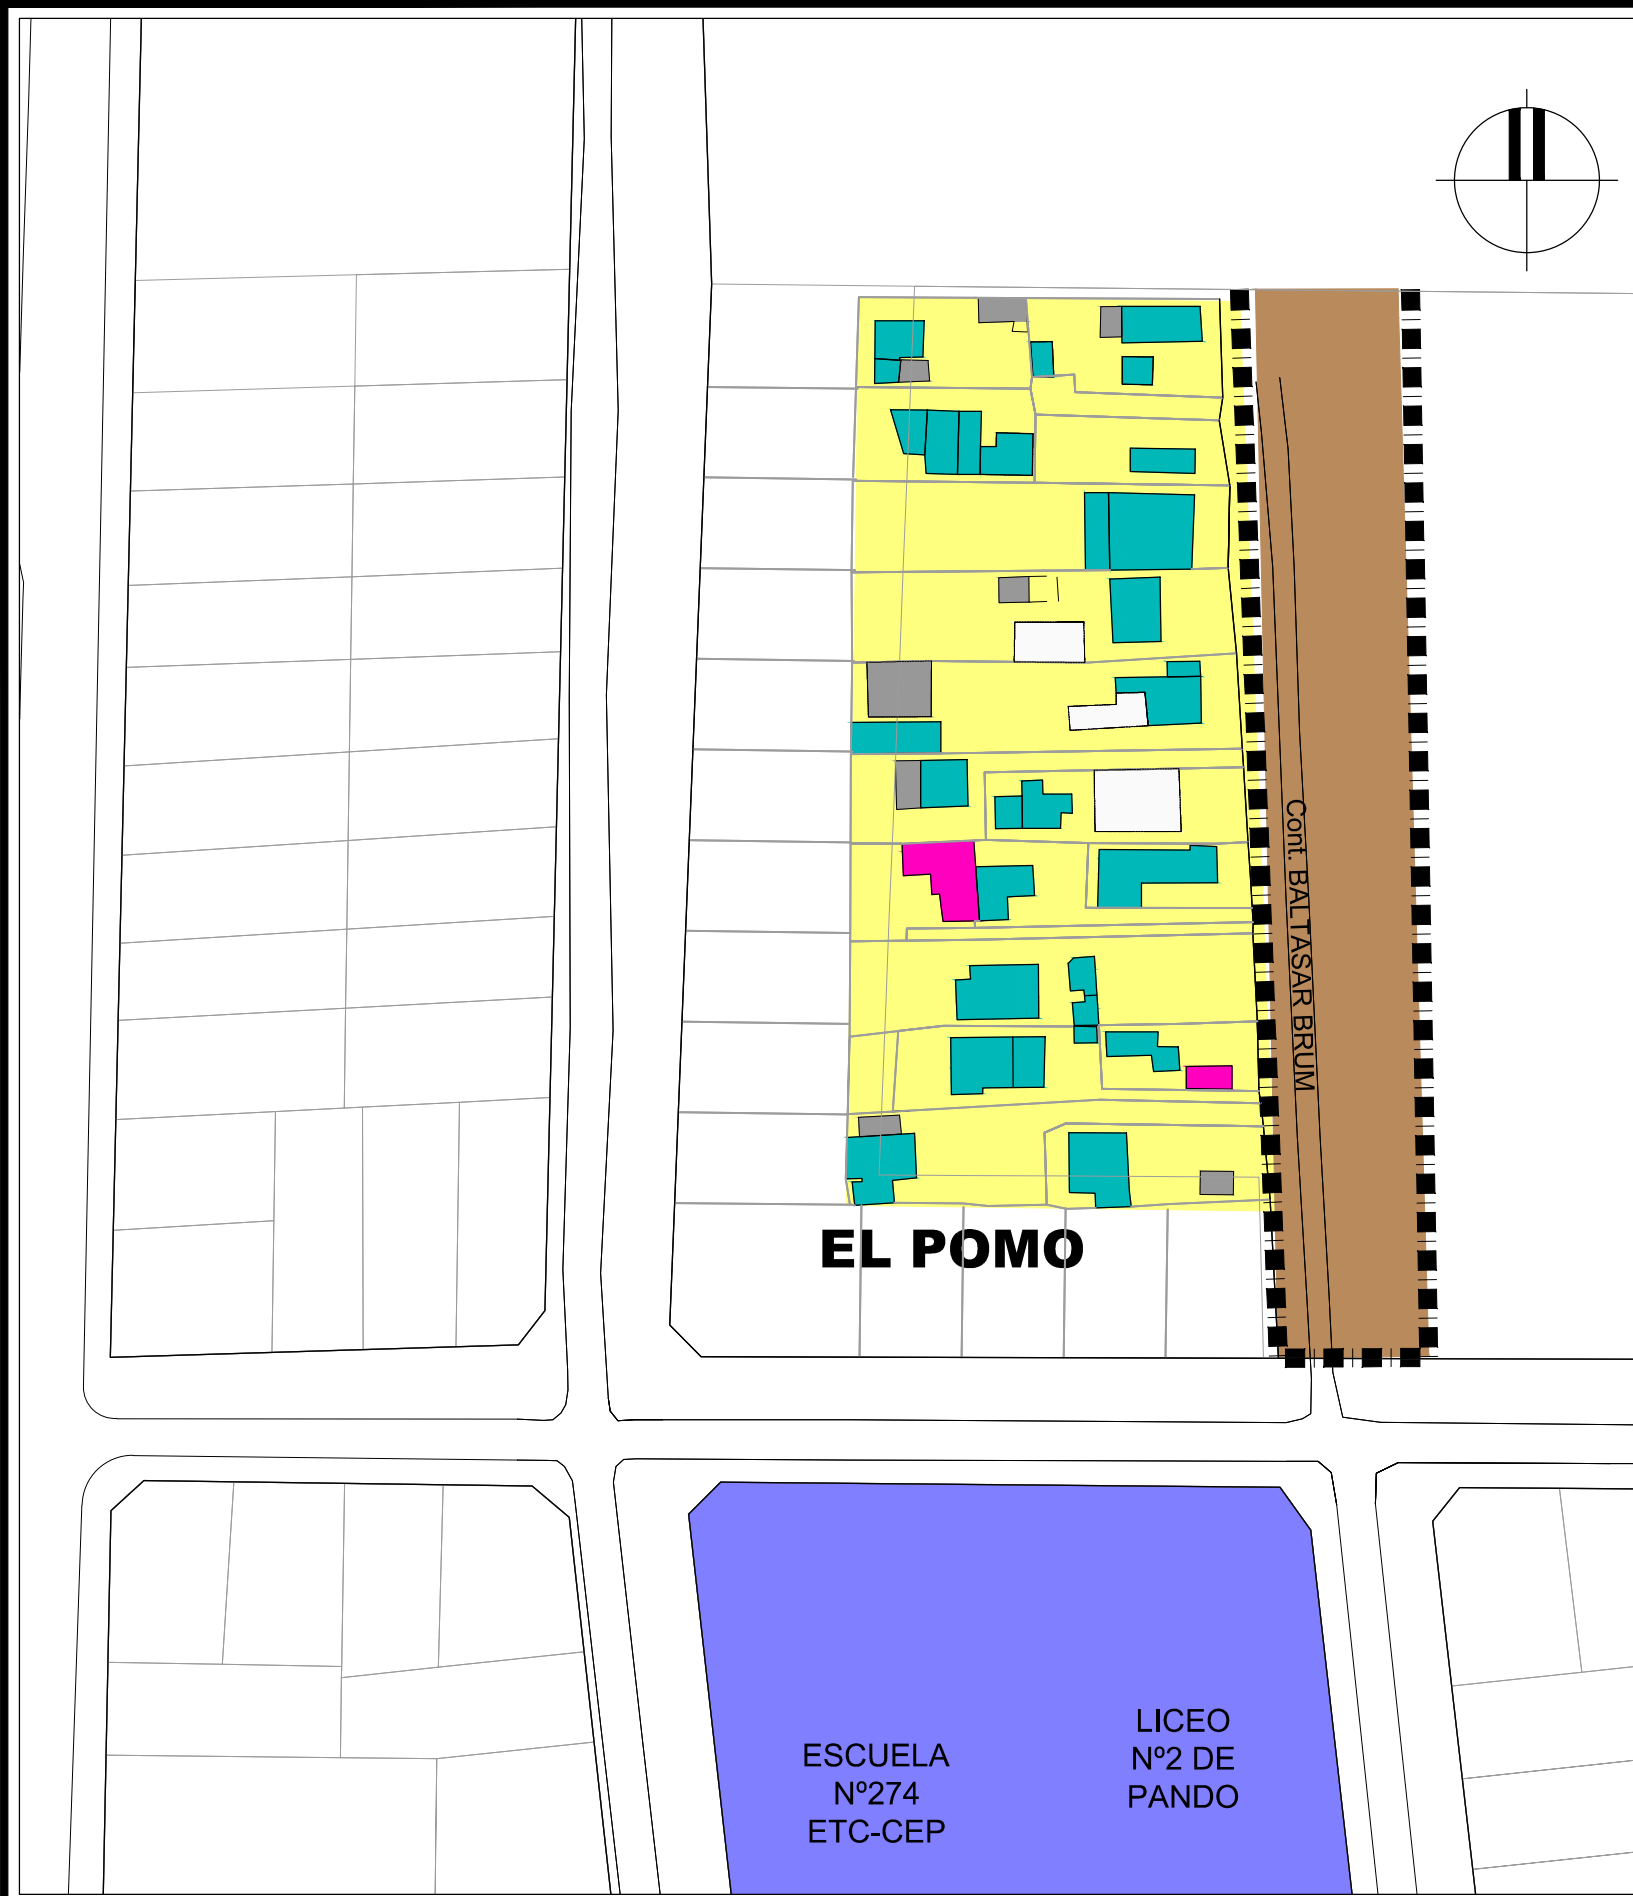 Cont. BALTASAR BRUM
EL POMO
ESCUELA
Nº274
ETC-CEP
LICEO
Nº2 DE
PANDO